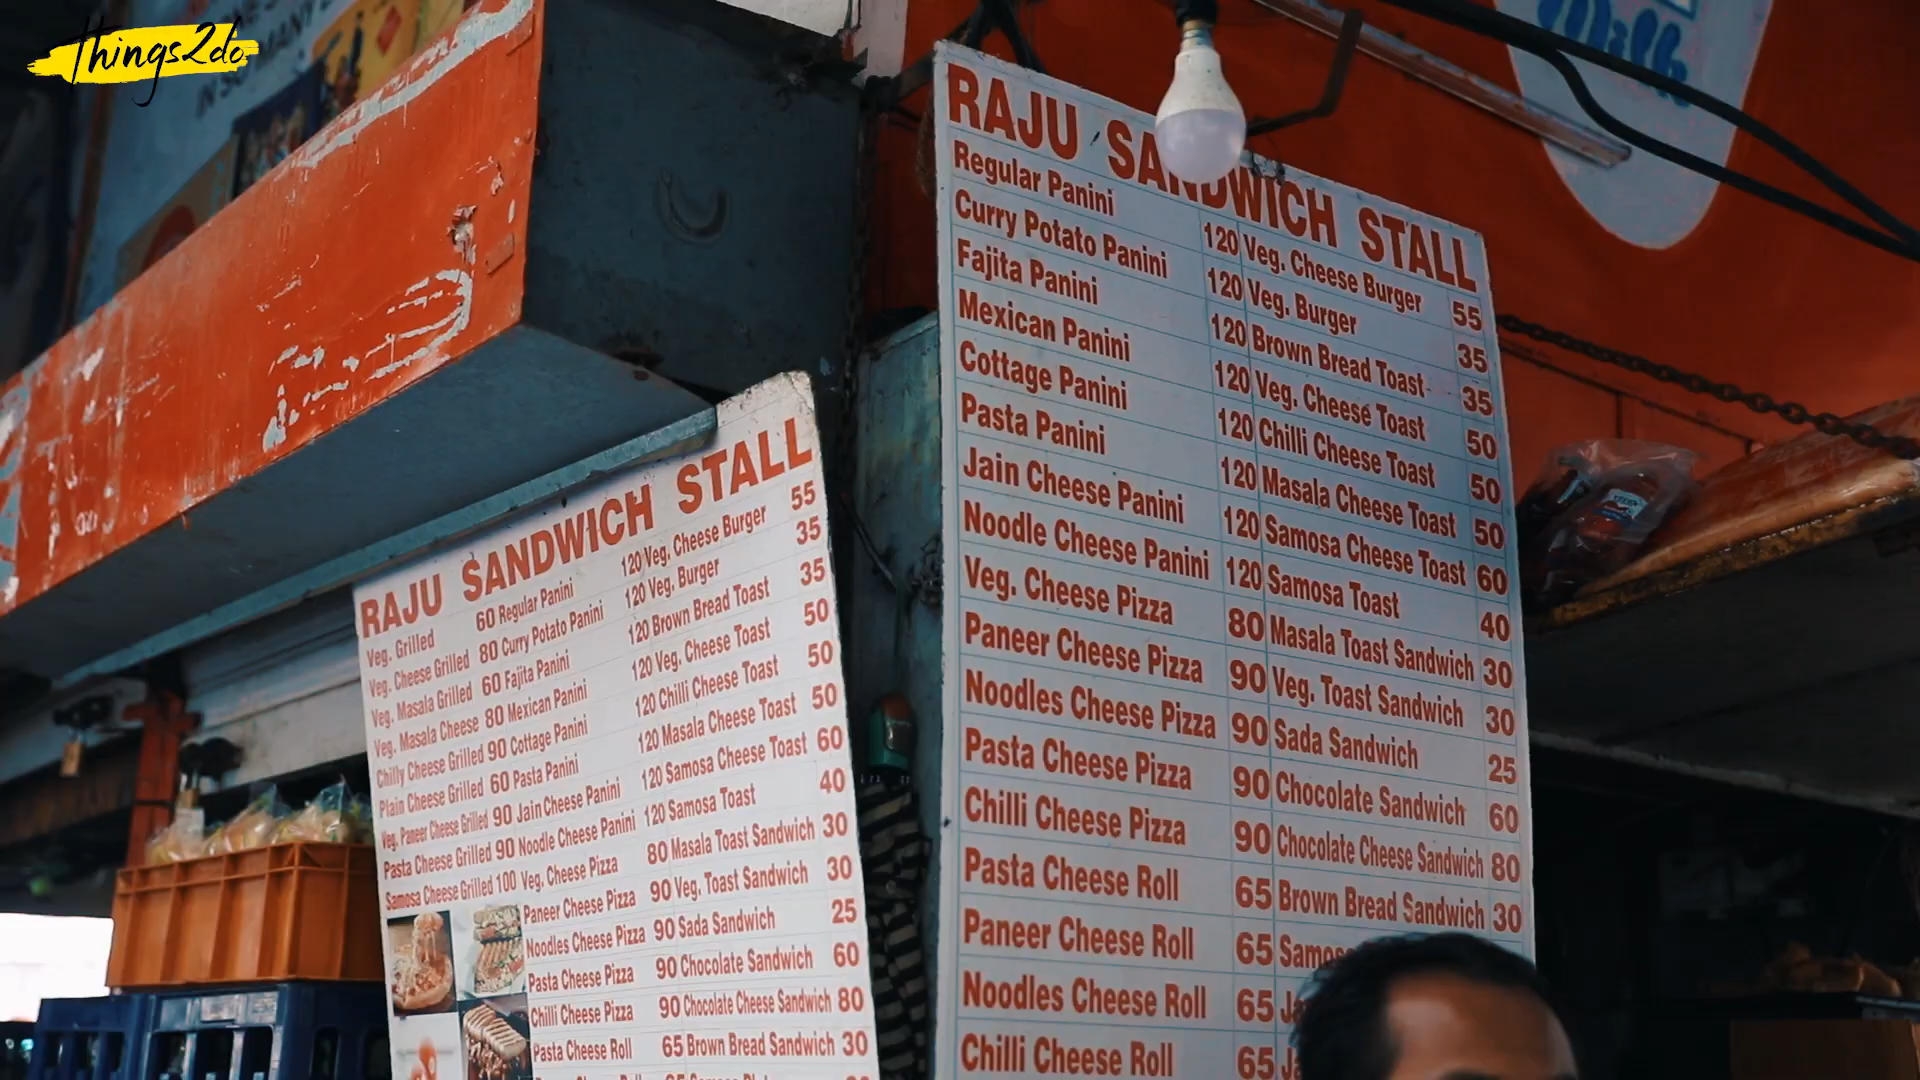 things2do
IN SO MANY
RAJU SANDWICH STALL
Veg. Grilled 60 Regular Panini 120 Veg. Cheese Burger 55
Veg. Cheese Grilled 80 Curry Potato Panini 120 Veg. Burger 35
Veg. Masala Grilled 60 Fajita Panini 120 Brown Bread Toast 35
Veg. Masala Cheese 80 Mexican Panini 120 Veg. Cheese Toast 50
Chilly Cheese Grilled 90 Cottage Panini 120 Chilli Cheese Toast 50
Plain Cheese Grilled 60 Pasta Panini 120 Masala Cheese Toast 50
Veg. Paneer Cheese Grilled 90 Jain Cheese Panini 120 Samosa Cheese Toast 60
Pasta Cheese Grilled 90 Noodle Cheese Panini 120 Samosa Toast 40
Samosa Cheese Grilled 100 Veg. Cheese Pizza 80 Masala Toast Sandwich 30
Paneer Cheese Pizza 90 Veg. Toast Sandwich 30
Noodles Cheese Pizza 90 Sada Sandwich 25
Pasta Cheese Pizza 90 Chocolate Sandwich 60
Chilli Cheese Pizza 90 Chocolate Cheese Sandwich 80
Pasta Cheese Roll 65 Brown Bread Sandwich 30
RAJU SANDWICH STALL
Regular Panini 120 Veg. Cheese Burger 55
Curry Potato Panini 120 Veg. Burger 35
Fajita Panini 120 Brown Bread Toast 35
Mexican Panini 120 Veg. Cheese Toast 50
Cottage Panini 120 Chilli Cheese Toast 50
Pasta Panini 120 Masala Cheese Toast 50
Jain Cheese Panini 120 Samosa Cheese Toast 60
Noodle Cheese Panini 120 Samosa Toast 40
Veg. Cheese Pizza 80 Masala Toast Sandwich 30
Paneer Cheese Pizza 90 Veg. Toast Sandwich 30
Noodles Cheese Pizza 90 Sada Sandwich 25
Pasta Cheese Pizza 90 Chocolate Sandwich 60
Chilli Cheese Pizza 90 Chocolate Cheese Sandwich 80
Pasta Cheese Roll 65 Brown Bread Sandwich 30
Paneer Cheese Roll 65
Noodles Cheese Roll 65
Chilli Cheese Roll 65